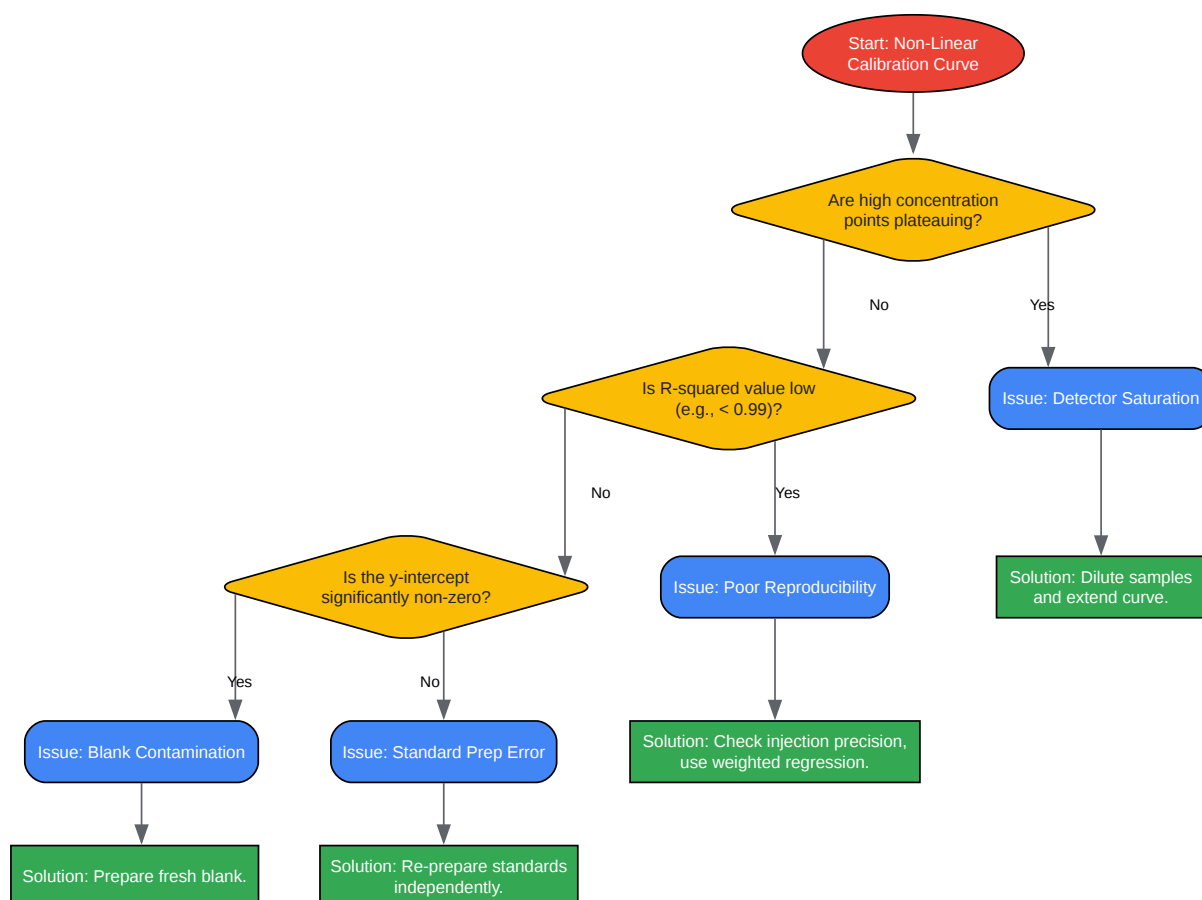 Start: Non-Linear
Calibration Curve
Are high concentration
points plateauing?
No
Yes
Is R-squared value low
(e.g., < 0.99)?
Issue: Detector Saturation
No
Yes
Is the y-intercept
significantly non-zero?
Issue: Poor Reproducibility
Solution: Dilute samples
and extend curve.
Yes
No
Issue: Blank Contamination
Issue: Standard Prep Error
Solution: Check injection precision,
use weighted regression.
Solution: Prepare fresh blank.
Solution: Re-prepare standards
independently.